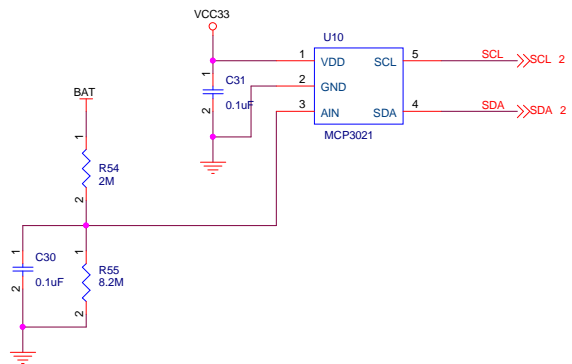 VCC33
U10
1 VDD SCL 5 SCL SCL 2
2 GND
3 AIN SDA 4 SDA SDA 2
MCP3021
1
C31
2 0.1uF
BAT
1
R54
2M
2
1
C30
2 0.1uF
1
R55
8.2M
2